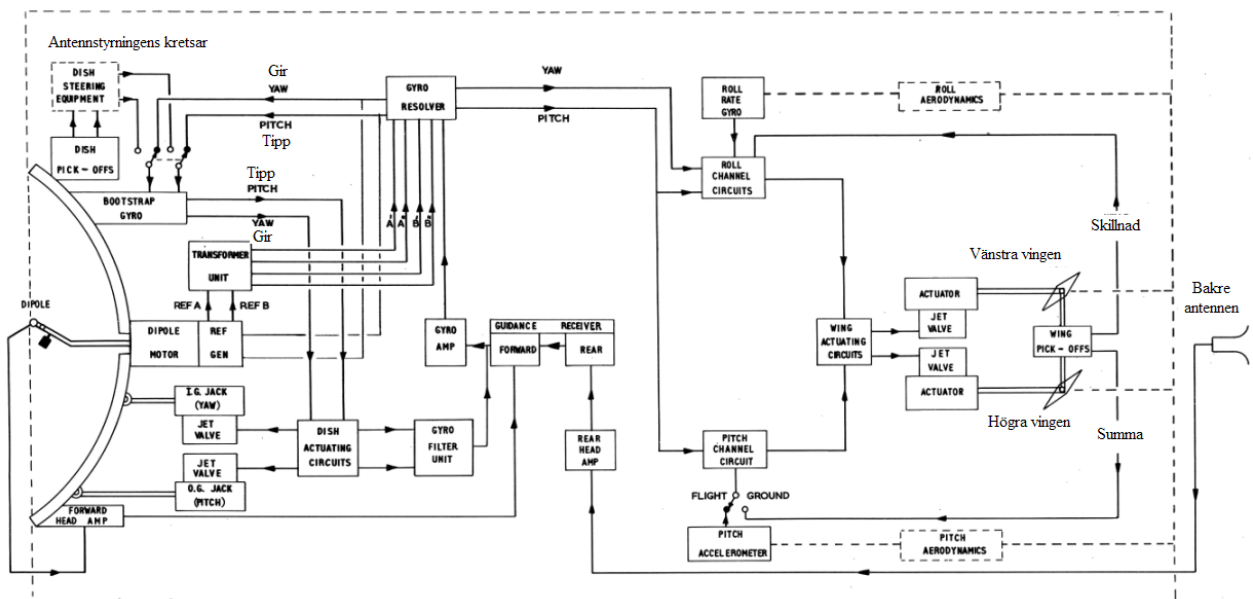 Antennstyrningens kretsar
DISH
STEERING
EQUIPMENT
DISH
PICK-OFFS
BOOTSTRAP
GYRO
Gir
YAW
PITCH
Tipp
Tipp
PITCH
YAW
Gir
GYRO
RESOLVER
YAW
PITCH
ROLL
RATE
GYRO
ROLL
AERODYNAMICS
ROLL
CHANNEL
CIRCUITS
TRANSFORMER
UNIT
REF A
REF B
A'
A"
B'
B"
DIPOLE
DIPOLE
MOTOR
REF
GEN
GYRO
AMP
GUIDANCE RECEIVER
FORWARD
REAR
WING
ACTUATING
CIRCUITS
Vänstra vingen
ACTUATOR
JET
VALVE
JET
VALVE
ACTUATOR
Högra vingen
WING
PICK-OFFS
Skillnad
Summa
Bakre
antennen
I.G. JACK
(YAW)
JET
VALVE
JET
VALVE
O.G. JACK
(PITCH)
FORWARD
HEAD AMP
DISH
ACTUATING
CIRCUITS
GYRO
FILTER
UNIT
REAR
HEAD
AMP
PITCH
CHANNEL
CIRCUIT
FLIGHT
GROUND
PITCH
ACCELEROMETER
PITCH
AERODYNAMICS